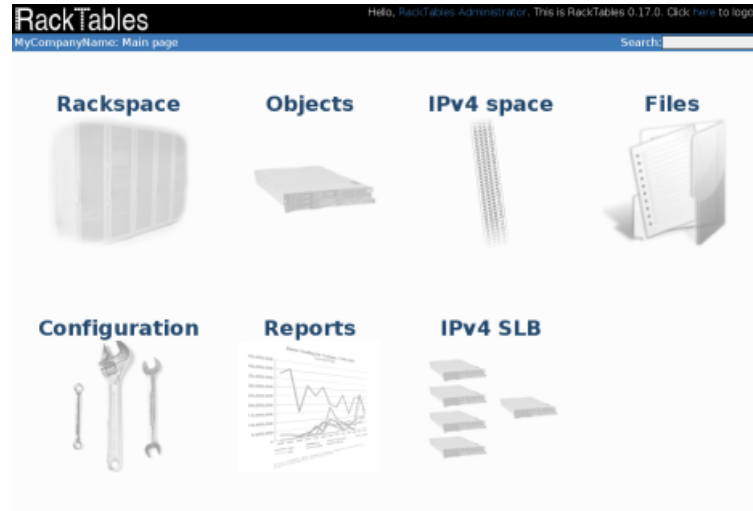 RackTables
Hello, RackTables Administrator. This is RackTables 0.17.0. Click here to logo
MyCompanyName: Main page
Search:
Rackspace
Objects
IPv4 space
Files
Configuration
Reports
IPv4 SLB